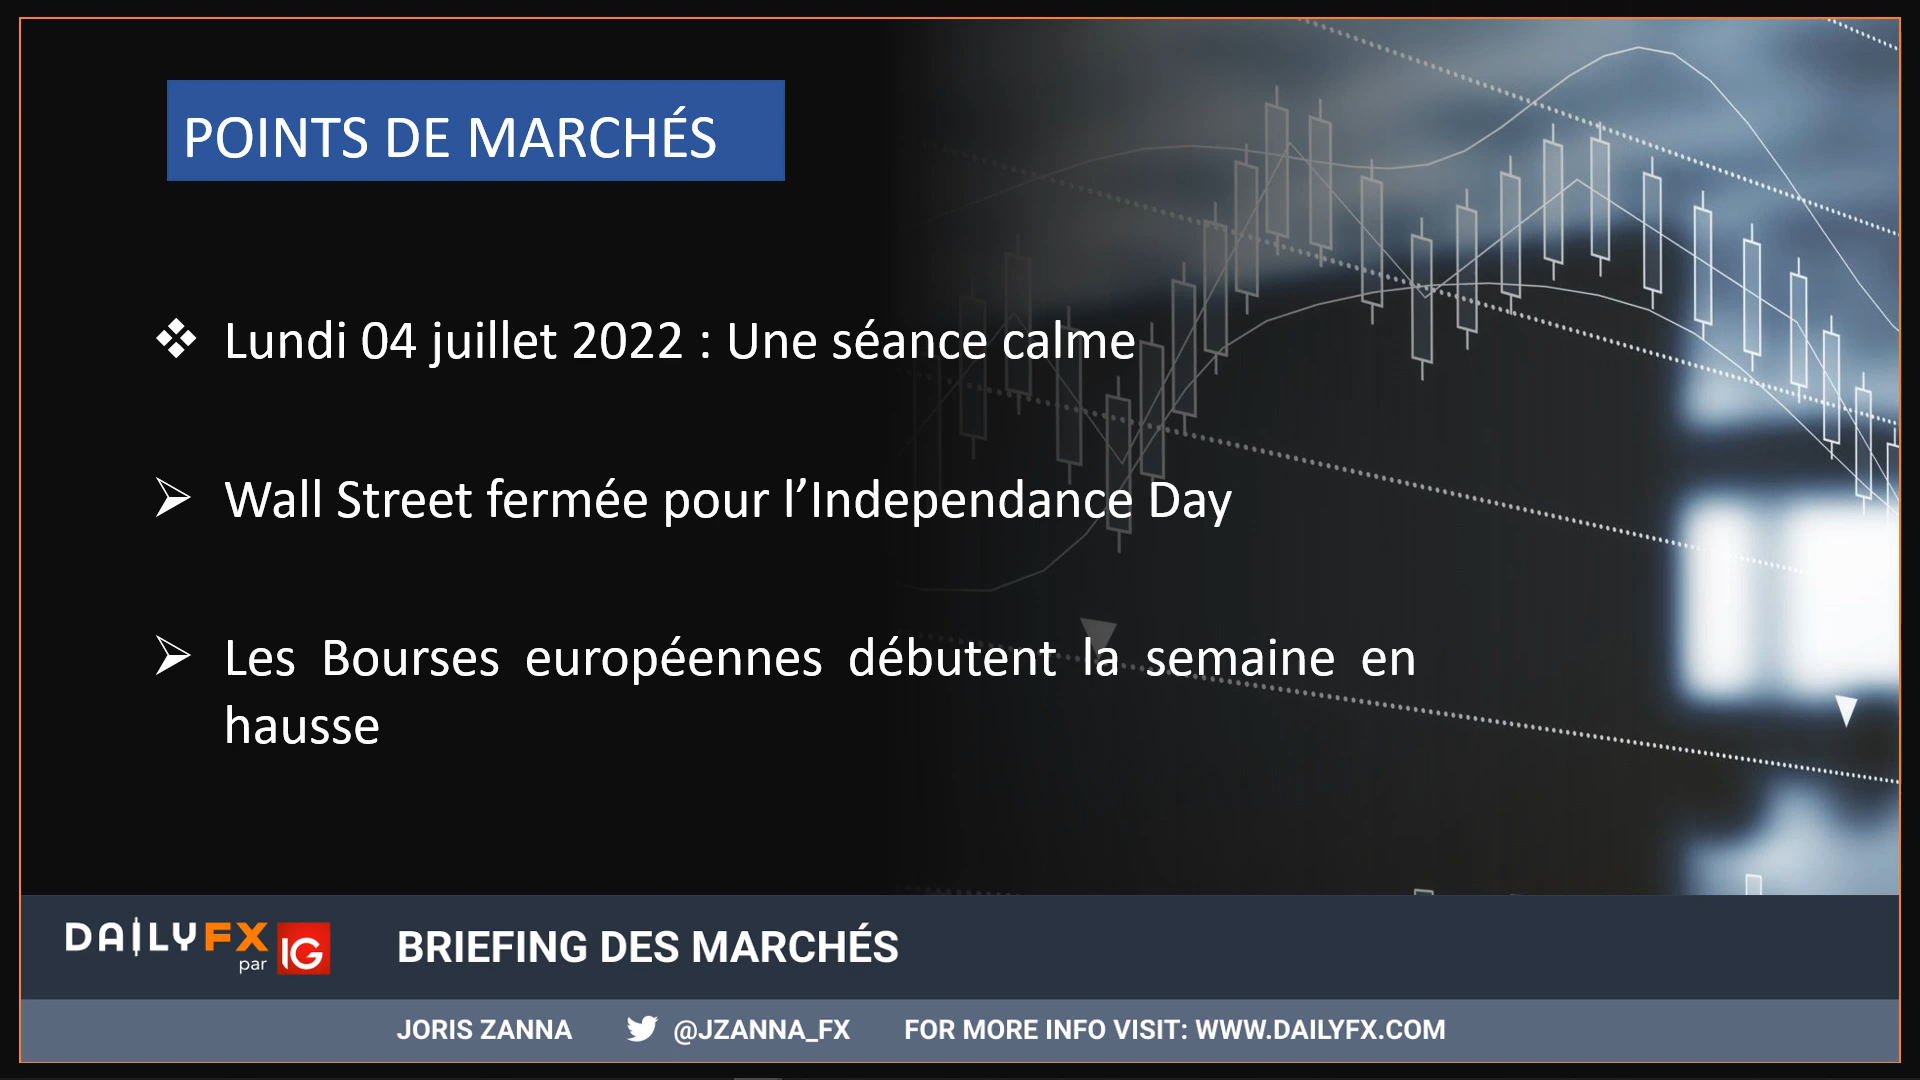 POINTS DE MARCHÉS
❖ Lundi 04 juillet 2022 : Une séance calme
➢ Wall Street fermée pour l’Independance Day
➢ Les Bourses européennes débutent la semaine en
hausse
DAILYFX
par IG
BRIEFING DES MARCHÉS
JORIS ZANNA @JZANNA_FX FOR MORE INFO VISIT: WWW.DAILYFX.COM